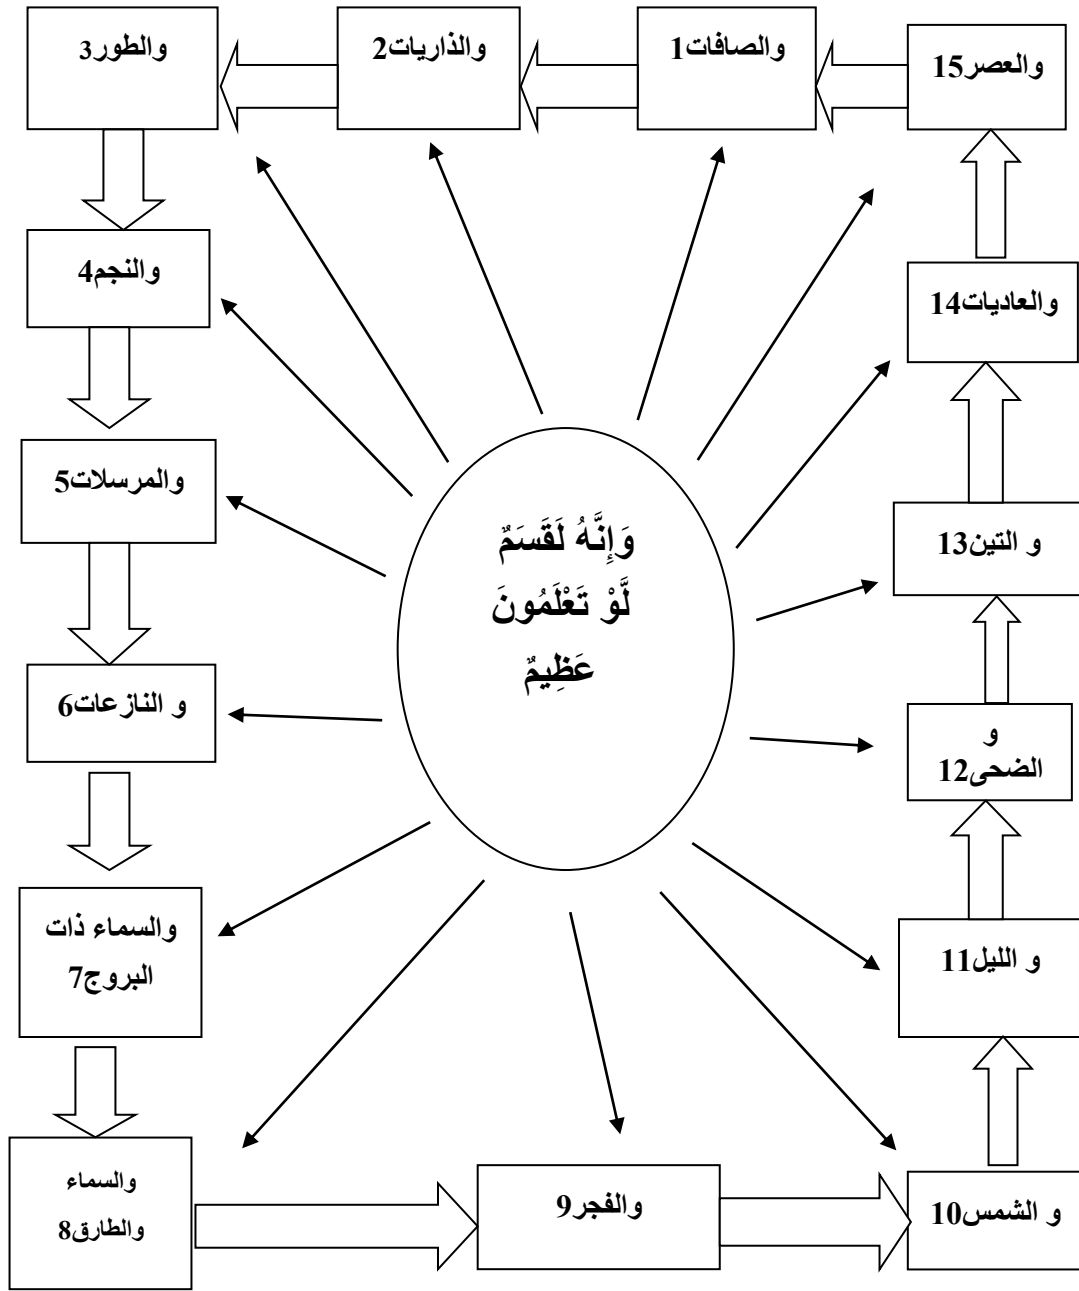 والصافات1
والذاريات2
والطور3
والنجم4
والمرسلات5
و النازعات6
والسماء ذات
البروج7
والسماء
والطارق8
والفجر9
و الشمس10
و الليل11
و
الضحى12
و التين13
والعاديات14
والعصر15
وَإِنَّهُ لَقَسَمٌ
لَّوْ تَعْلَمُونَ
عَظِيمٌ